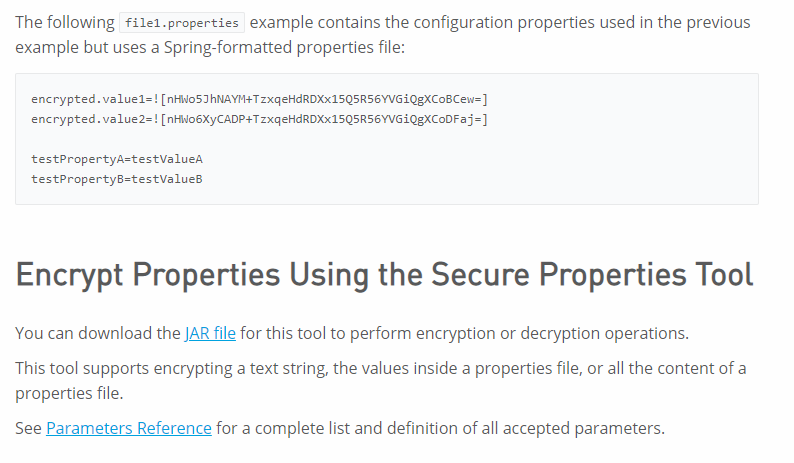 The following file1.properties example contains the configuration properties used in the previous
example but uses a Spring-formatted properties file:
encrypted.value1=![nHWo5JhNAYM+TzxqeHdRDXx15Q5R56YVGiQgXCoBCew=]
encrypted.value2=![nHWo6XyCADP+TzxqeHdRDXx15Q5R56YVGiQgXCoDFaj=]
testPropertyA=testValueA
testPropertyB=testValueB
Encrypt Properties Using the Secure Properties Tool
You can download the JAR file for this tool to perform encryption or decryption operations.
This tool supports encrypting a text string, the values inside a properties file, or all the content of a
properties file.
See Parameters Reference for a complete list and definition of all accepted parameters.